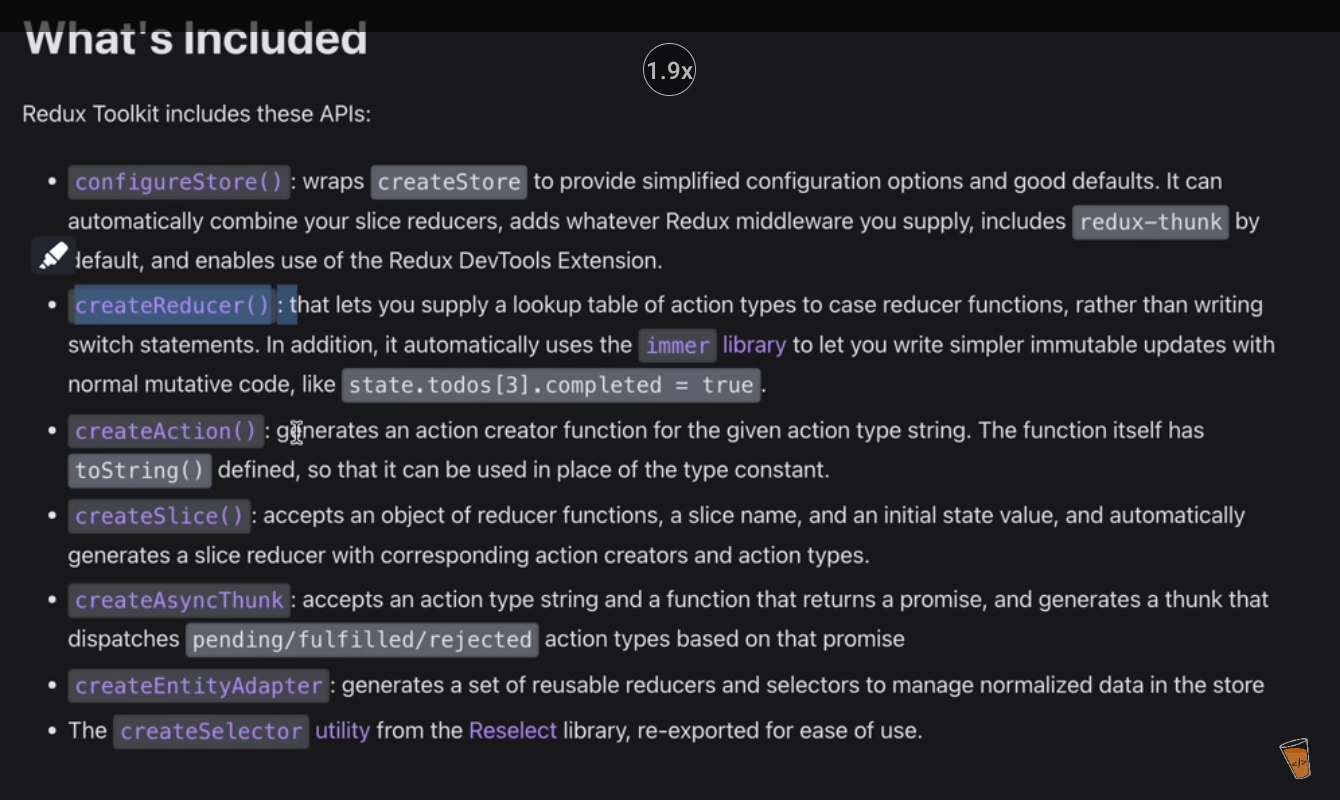 What's Included
1.9x
Redux Toolkit includes these APIs:
• configureStore(): wraps createStore to provide simplified configuration options and good defaults. It can
automatically combine your slice reducers, adds whatever Redux middleware you supply, includes redux-thunk by
default, and enables use of the Redux DevTools Extension.
• createReducer(): that lets you supply a lookup table of action types to case reducer functions, rather than writing
switch statements. In addition, it automatically uses the immer library to let you write simpler immutable updates with
normal mutative code, like state.todos[3].completed = true.
• createAction(): generates an action creator function for the given action type string. The function itself has
toString() defined, so that it can be used in place of the type constant.
• createSlice(): accepts an object of reducer functions, a slice name, and an initial state value, and automatically
generates a slice reducer with corresponding action creators and action types.
• createAsyncThunk: accepts an action type string and a function that returns a promise, and generates a thunk that
dispatches pending/fulfilled/rejected action types based on that promise
• createEntityAdapter: generates a set of reusable reducers and selectors to manage normalized data in the store
• The createSelector utility from the Reselect library, re-exported for ease of use.
</>